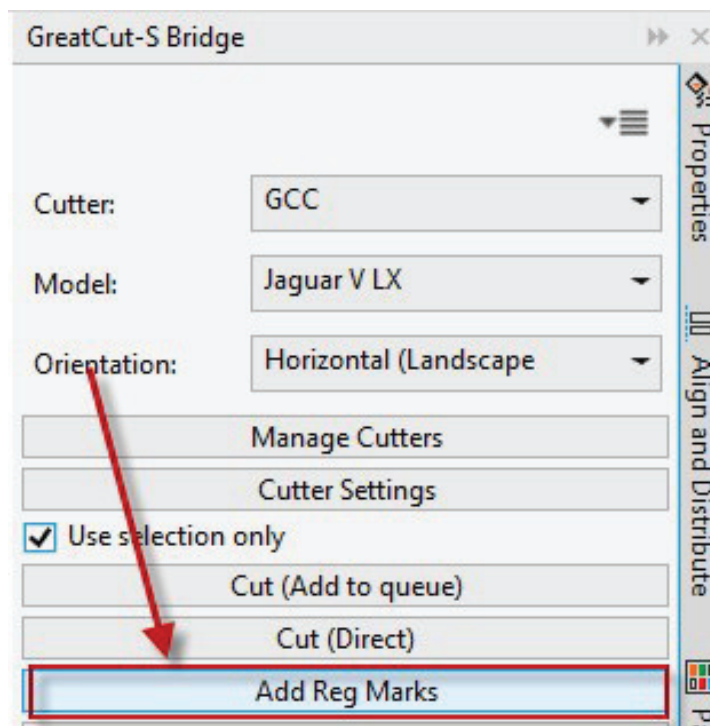 GreatCut-S Bridge
Cutter: GCC
Model: Jaguar V LX
Orientation: Horizontal (Landscape
Manage Cutters
Cutter Settings
Use selection only
Cut (Add to queue)
Cut (Direct)
Add Reg Marks
Properties
Align and Distribute